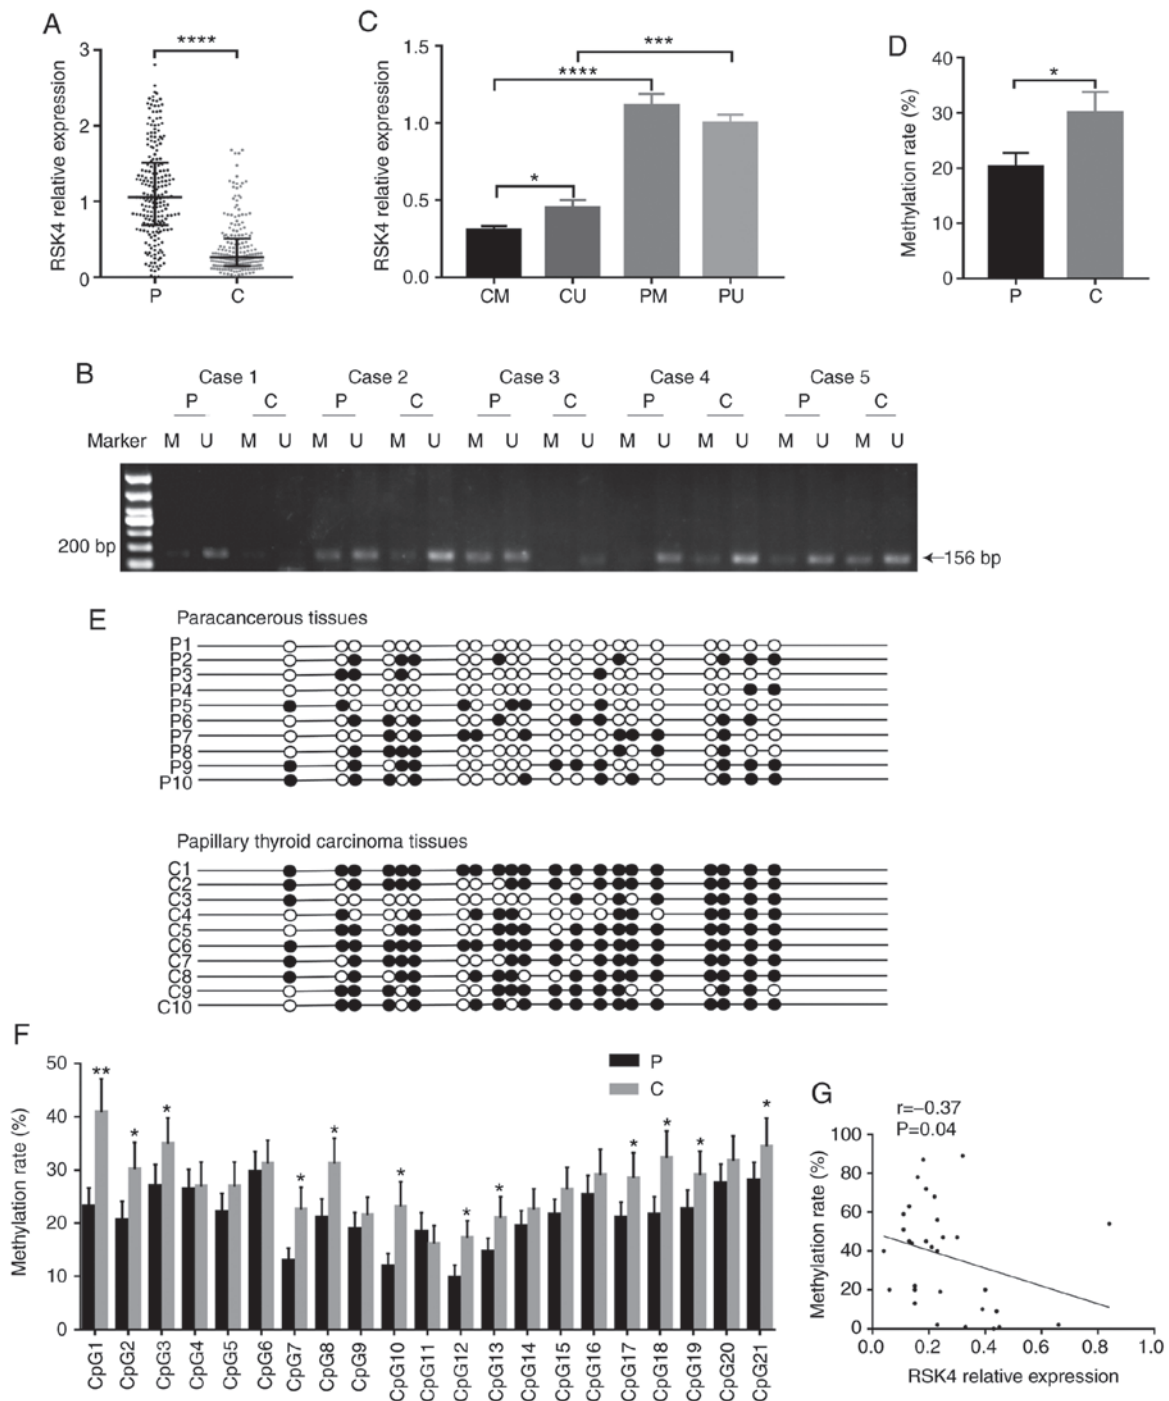 A
****
3
2
1
0
RSK4 relative expression
P C
C
1.5
1.0
0.5
0.0
RSK4 relative expression
***
****
*
CM CU PM PU
D
40
30
20
10
0
Methylation rate (%)
*
P C
B
Case 1 Case 2 Case 3 Case 4 Case 5
P C P C P C P C P C
Marker M U M U M U M U M U M U M U M U M U M U
200 bp
←156 bp
E
Paracancerous tissues
P1
P2
P3
P4
P5
P6
P7
P8
P9
P10
Papillary thyroid carcinoma tissues
C1
C2
C3
C4
C5
C6
C7
C8
C9
C10
F
50
40
30
20
10
0
Methylation rate (%)
P
C
** * * * * * * * * * * *
CpG1 CpG2 CpG3 CpG4 CpG5 CpG6 CpG7 CpG8 CpG9 CpG10 CpG11 CpG12 CpG13 CpG14 CpG15 CpG16 CpG17 CpG18 CpG19 CpG20 CpG21
G
r=−0.37
P=0.04
100
80
60
40
20
0
Methylation rate (%)
0.0 0.2 0.4 0.6 0.8 1.0
RSK4 relative expression